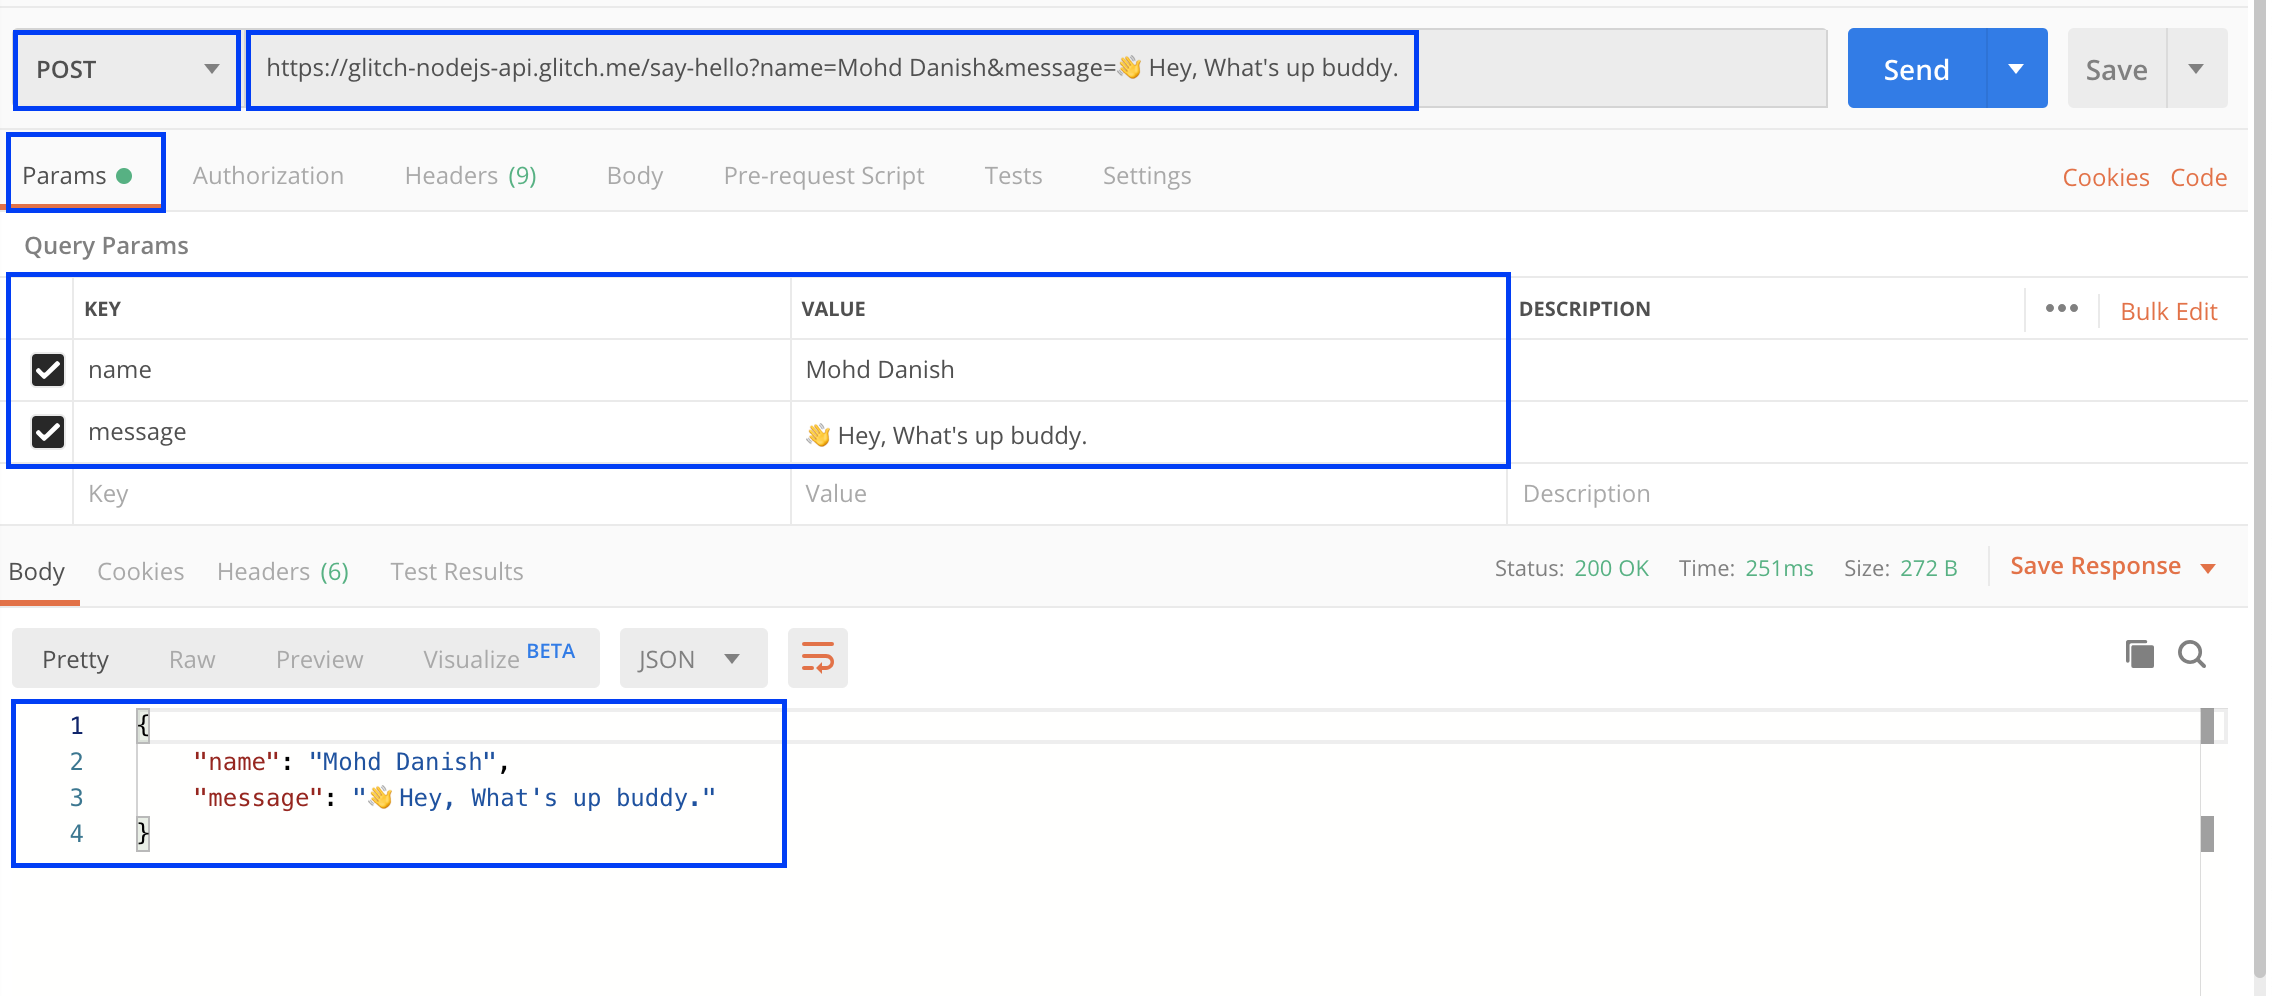 POST https://glitch-nodejs-api.glitch.me/say-hello?name=Mohd Danish&message=👋 Hey, What's up buddy. Send Save
Params Authorization Headers (9) Body Pre-request Script Tests Settings Cookies Code
Query Params
KEY VALUE DESCRIPTION ••• Bulk Edit
name Mohd Danish
message 👋 Hey, What's up buddy.
Key Value Description
Body Cookies Headers (6) Test Results Status: 200 OK Time: 251ms Size: 272 B Save Response
Pretty Raw Preview Visualize BETA JSON
1 {
2 "name": "Mohd Danish",
3 "message": "👋 Hey, What's up buddy."
4 }